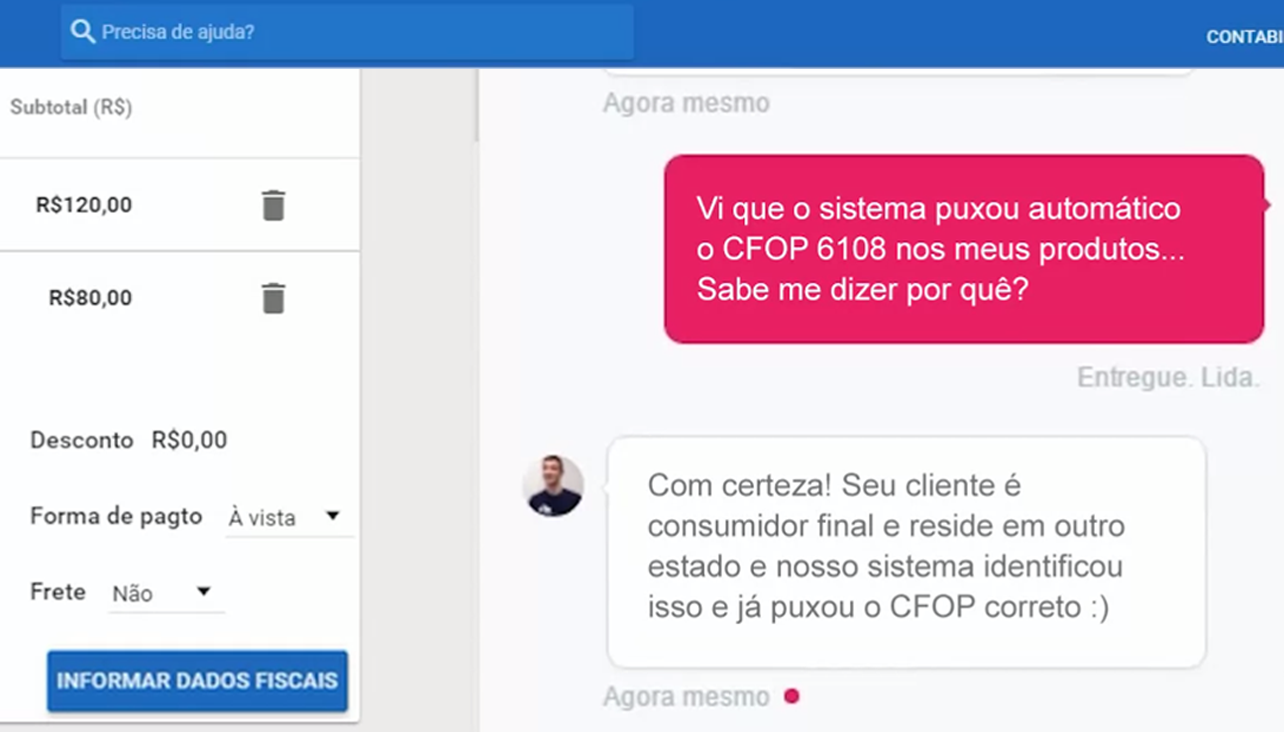 Precisa de ajuda?
CONTABI
Subtotal (R$)
R$120,00
R$80,00
Desconto R$0,00
Forma de pagto À vista
Frete Não
INFORMAR DADOS FISCAIS
Agora mesmo
Vi que o sistema puxou automático
o CFOP 6108 nos meus produtos...
Sabe me dizer por quê?
Entregue. Lida.
Com certeza! Seu cliente é
consumidor final e reside em outro
estado e nosso sistema identificou
isso e já puxou o CFOP correto :)
Agora mesmo